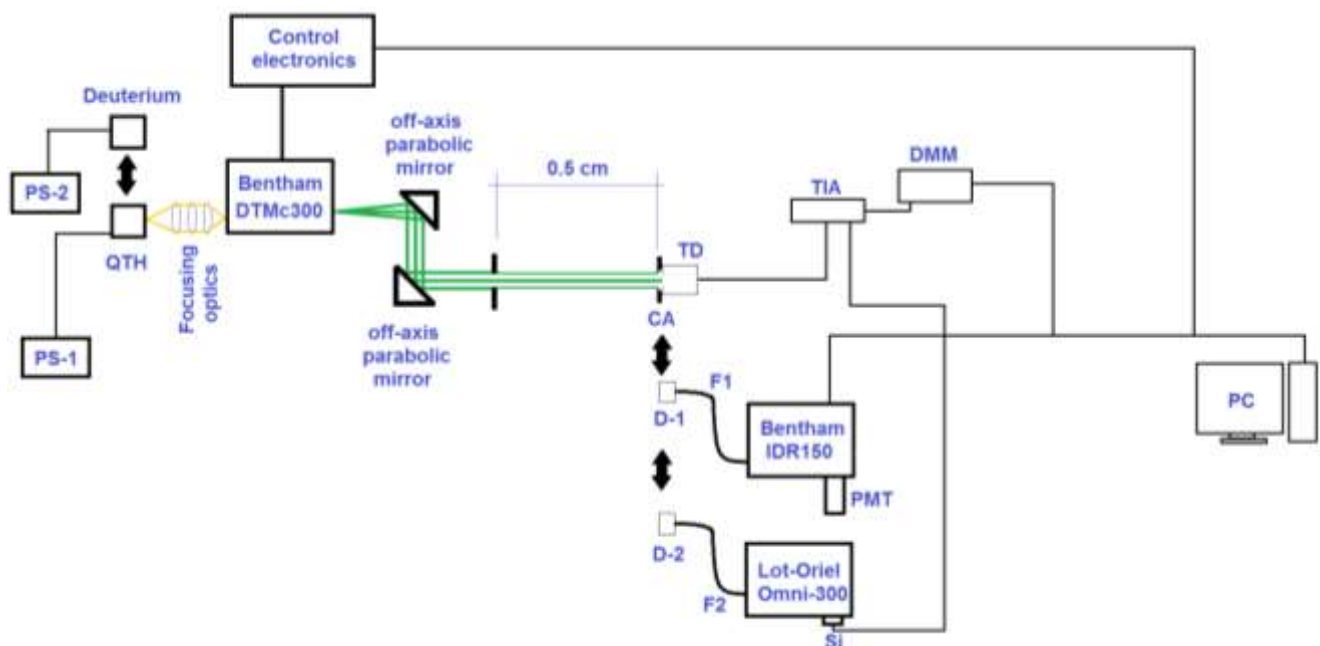 Control
electronics
Deuterium
off-axis
parabolic
mirror
DMM
PS-2
Bentham
DTMc300
0.5 cm
TIA
QTH
Focusing
optics
TD
CA
PS-1
off-axis
parabolic
mirror
F1
D-1
Bentham
IDR150
PC
PMT
D-2
F2
Lot-Oriel
Omni-300
Si